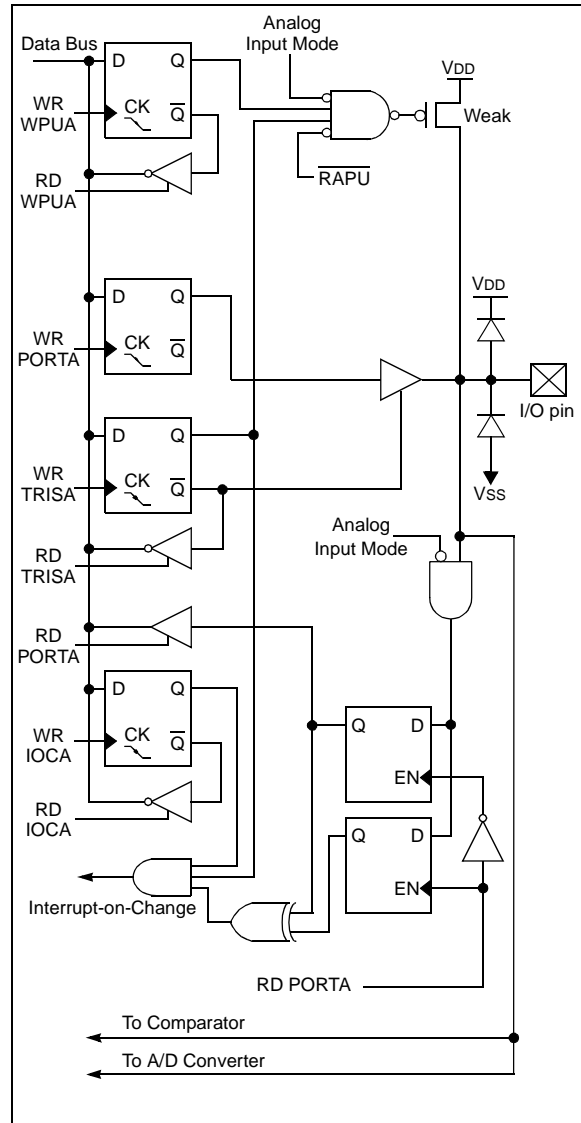 Analog
Input Mode
Data Bus
D Q
VDD
WR
WPUA
CK Q
Weak
RD
WPUA
RAPU
D Q
VDD
WR
PORTA
CK Q
I/O pin
D Q
WR
TRISA
CK Q
VSS
Analog
Input Mode
RD
TRISA
RD
PORTA
D Q
Q D
WR
IOCA
CK Q
EN
RD
IOCA
Q D
EN
Interrupt-on-Change
RD PORTA
To Comparator
To A/D Converter